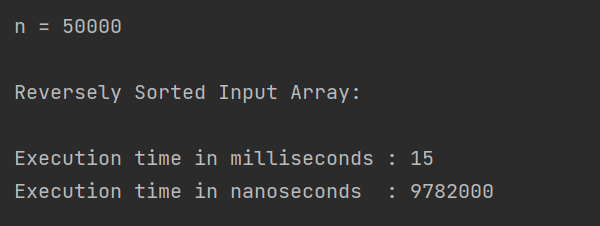 n = 50000
Reversely Sorted Input Array:
Execution time in milliseconds : 15
Execution time in nanoseconds  : 9782000